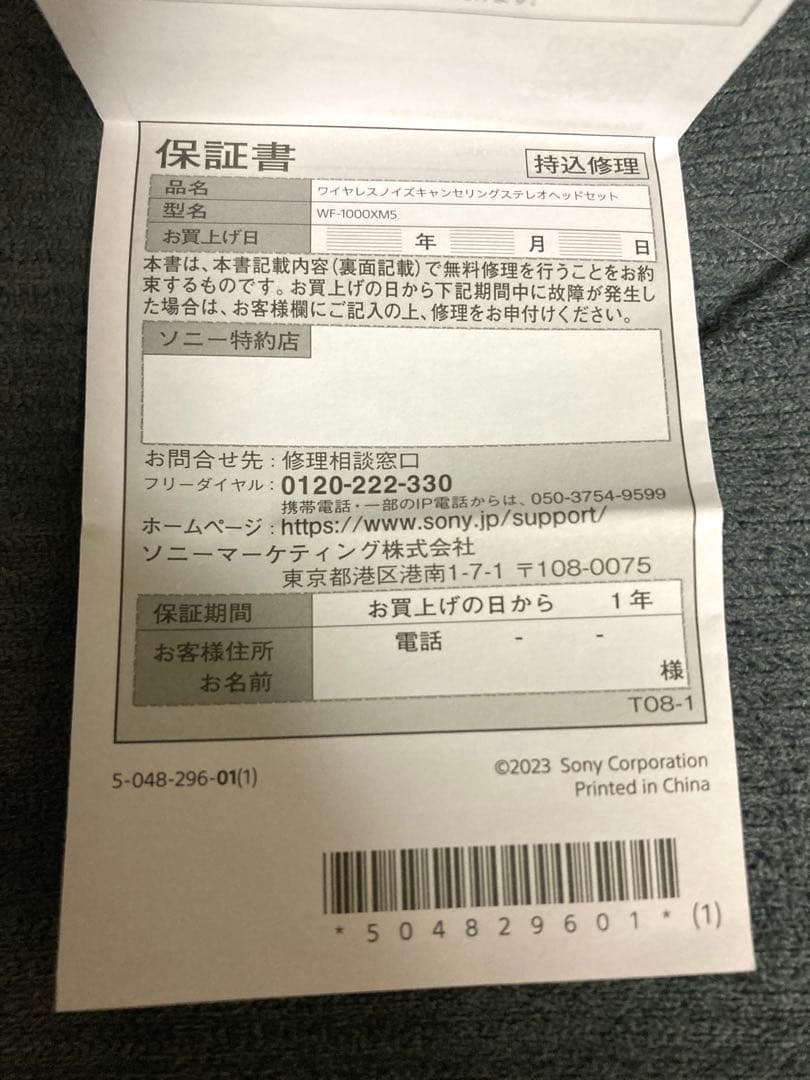 保証書
持込修理
品名 ワイヤレスノイズキャンセリングステレオヘッドセット
型名 WF-1000XM5
お買上げ日 年 月 日
本書は、本書記載内容(裏面記載)で無料修理を行うことをお約
束するものです。お買上げの日から下記期間中に故障が発生し
た場合は、お客様欄にご記入の上、修理をお申付けください。
ソニー特約店
お問合せ先:修理相談窓口
フリーダイヤル:0120-222-330
携帯電話・一部のIP電話からは、050-3754-9599
ホームページ:https://www.sony.jp/support/
ソニーマーケティング株式会社
東京都港区港南1-7-1 〒108-0075
保証期間 お買上げの日から 1年
お客様住所 電話 - -
お名前 様
T08-1
5-048-296-01(1)
©2023 Sony Corporation
Printed in China
* 5 0 4 8 2 9 6 0 1 * (1)